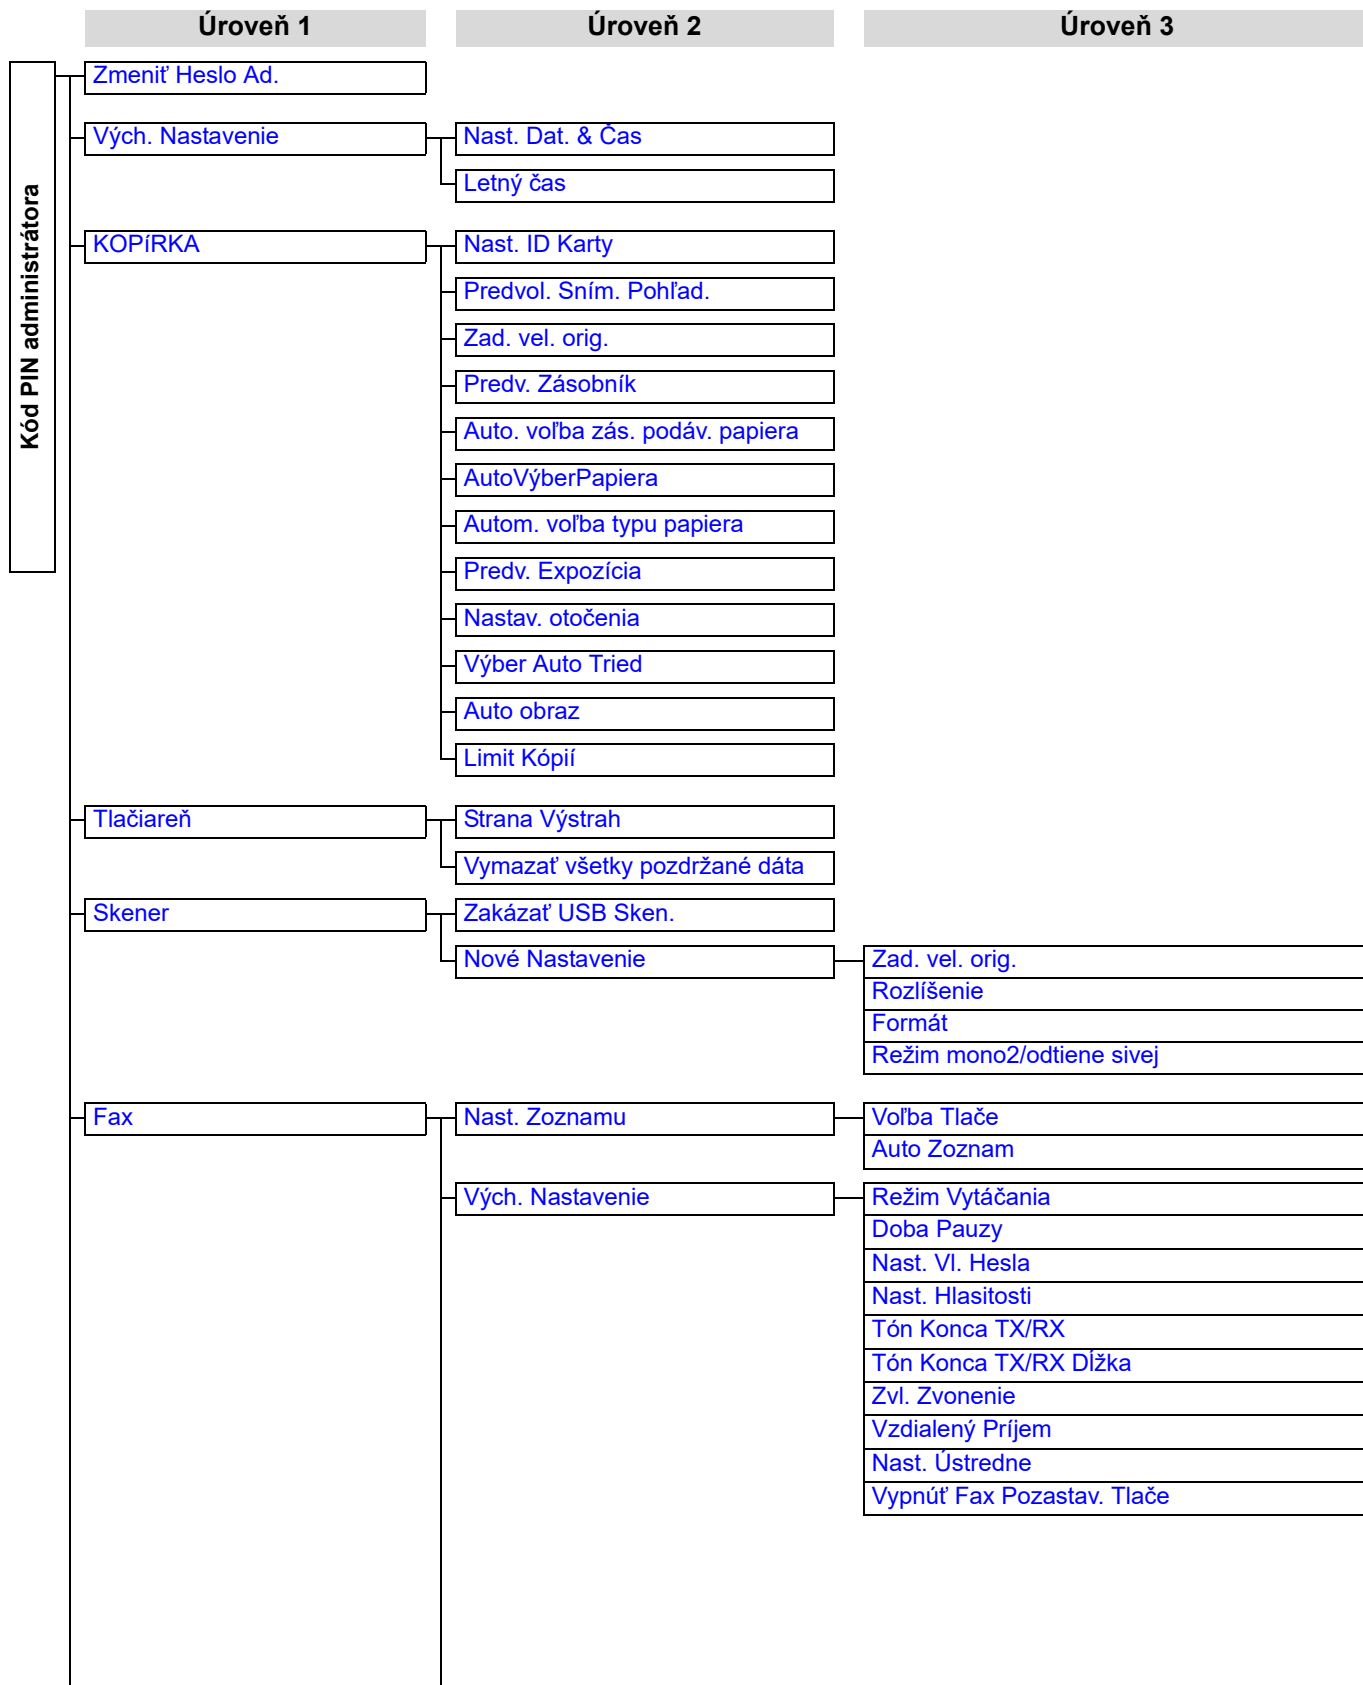 Úroveň 1
Úroveň 2
Úroveň 3
Kód PIN administrátora
Zmeniť Heslo Ad.
Vých. Nastavenie
Nast. Dat. & Čas
Letný čas
KOPíRKA
Nast. ID Karty
Predvol. Sním. Pohľad.
Zad. vel. orig.
Predv. Zásobník
Auto. voľba zás. podáv. papiera
AutoVýberPapiera
Autom. voľba typu papiera
Predv. Expozícia
Nastav. otočenia
Výber Auto Tried
Auto obraz
Limit Kópií
Tlačiareň
Strana Výstrah
Vymazať všetky pozdržané dáta
Skener
Zakázať USB Sken.
Nové Nastavenie
Zad. vel. orig.
Rozlíšenie
Formát
Režim mono2/odtiene sivej
Fax
Nast. Zoznamu
Voľba Tlače
Auto Zoznam
Vých. Nastavenie
Režim Vytáčania
Doba Pauzy
Nast. Vl. Hesla
Nast. Hlasitosti
Tón Konca TX/RX
Tón Konca TX/RX Dĺžka
Zvl. Zvonenie
Vzdialený Príjem
Nast. Ústredne
Vypnúť Fax Pozastav. Tlače